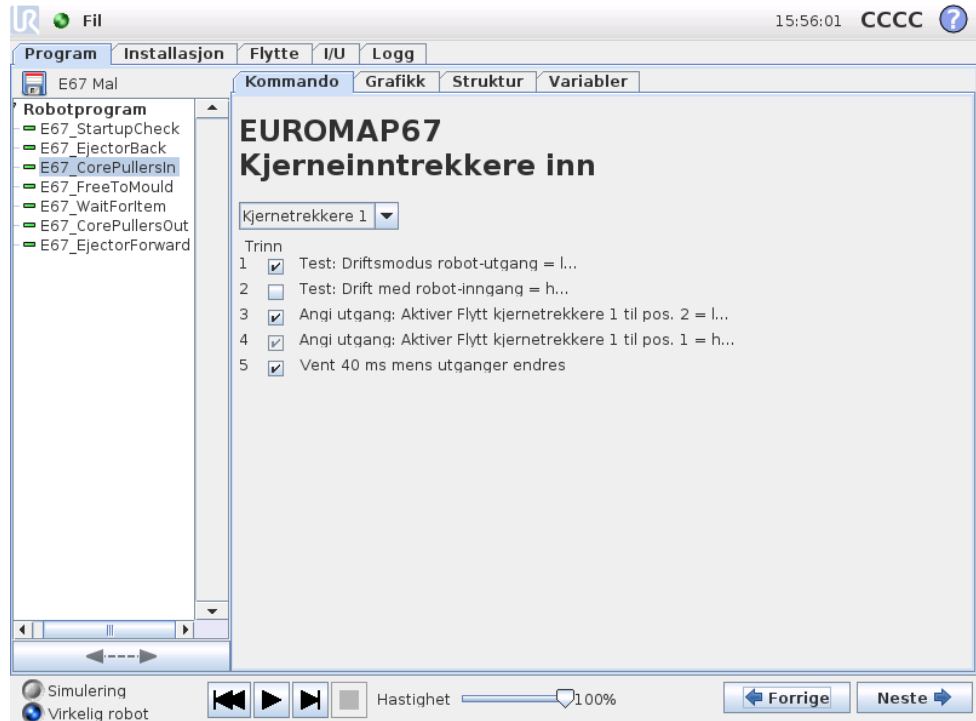 UR Fil 15:56:01 CCCC ?
Program Installasjon Flytte I/U Logg
E67 Mal
Kommando Grafikk Struktur Variabler
Robotprogram
E67_StartupCheck
E67_EjectorBack
E67_CorePullersIn
E67_FreeToMould
E67_WaitForItem
E67_CorePullersOut
E67_EjectorForward
EUROMAP67
Kjerneinntrekkere inn
Kjernetrekkere 1
Trinn
1 Test: Driftsmodus robot-utgang = l...
2 Test: Drift med robot-inngang = h...
3 Angi utgang: Aktiver Flytt kjernetrekkere 1 til pos. 2 = l...
4 Angi utgang: Aktiver Flytt kjernetrekkere 1 til pos. 1 = h...
5 Vent 40 ms mens utganger endres
Simulering
Virkelig robot
Hastighet 100%
Forrige Neste